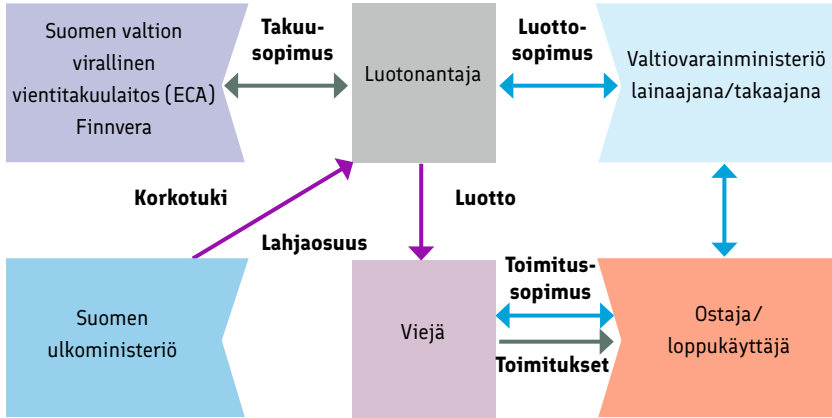 Suomen valtion
virallinen
vientitakuulaitos (ECA)
Finnvera
Takuu-
sopimus
Luotonantaja
Luotto-
sopimus
Valtiovarainministeriö
lainaajana/takaajana
Korkotuki
Lahjaosuus
Luotto
Suomen
ulkoministeriö
Viejä
Toimitus-
sopimus
Toimitukset
Ostaja/
loppukäyttäjä